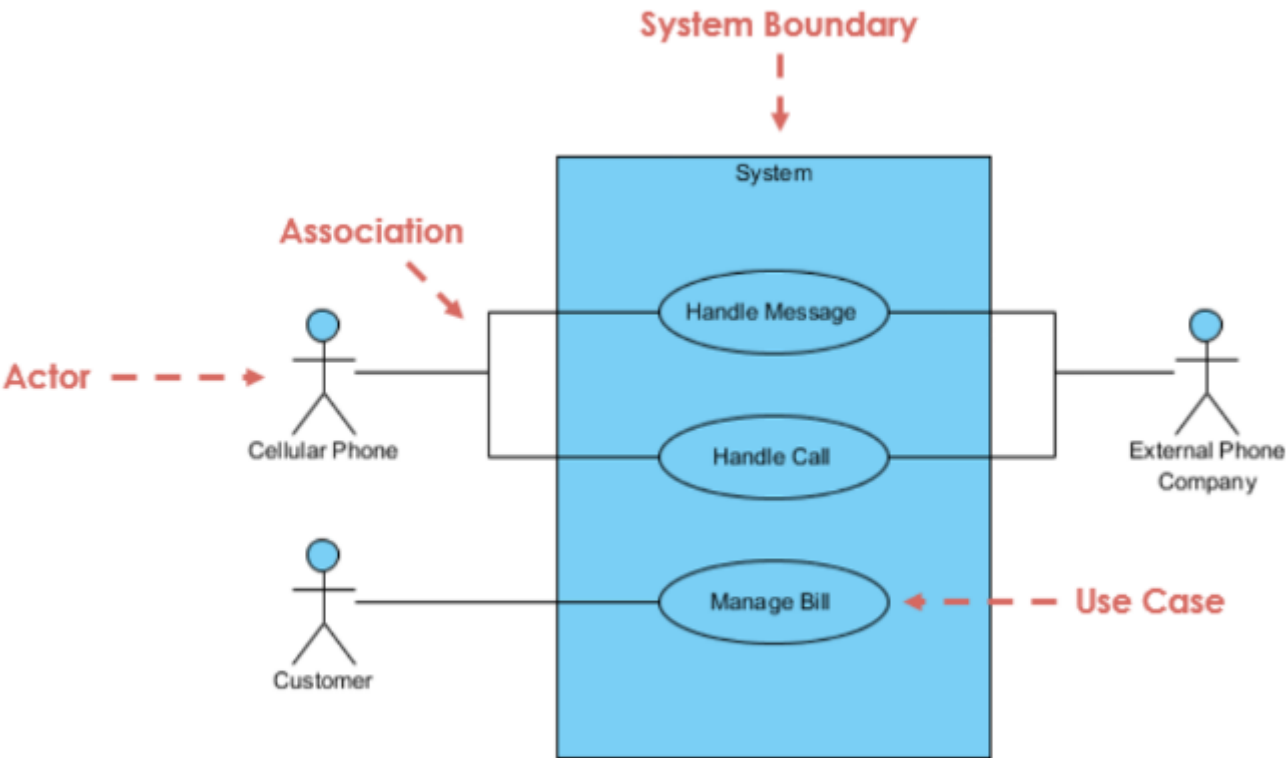 System Boundary
System
Association
Handle Message
Actor
Cellular Phone
Handle Call
External Phone
Company
Manage Bill
Use Case
Customer